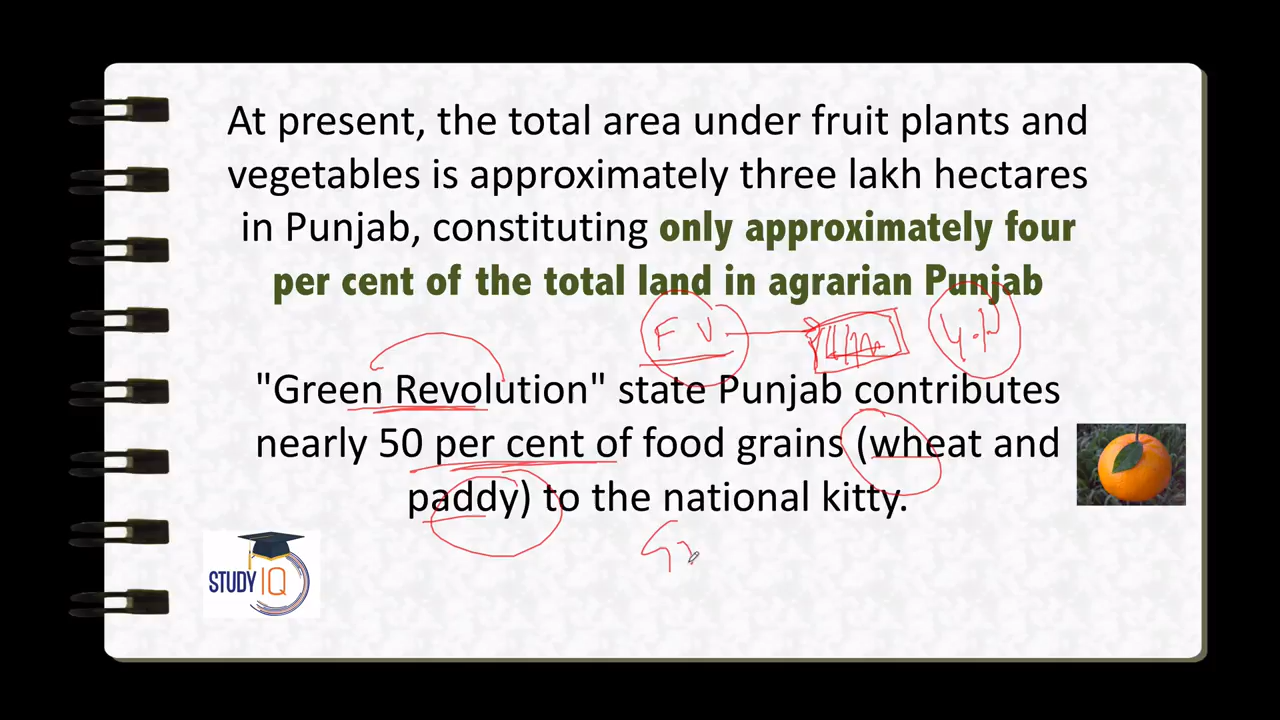 At present, the total area under fruit plants and
vegetables is approximately three lakh hectares
in Punjab, constituting only approximately four
per cent of the total land in agrarian Punjab
F V
"Green Revolution" state Punjab contributes
nearly 50 per cent of food grains (wheat and
paddy) to the national kitty.
STUDY IQ